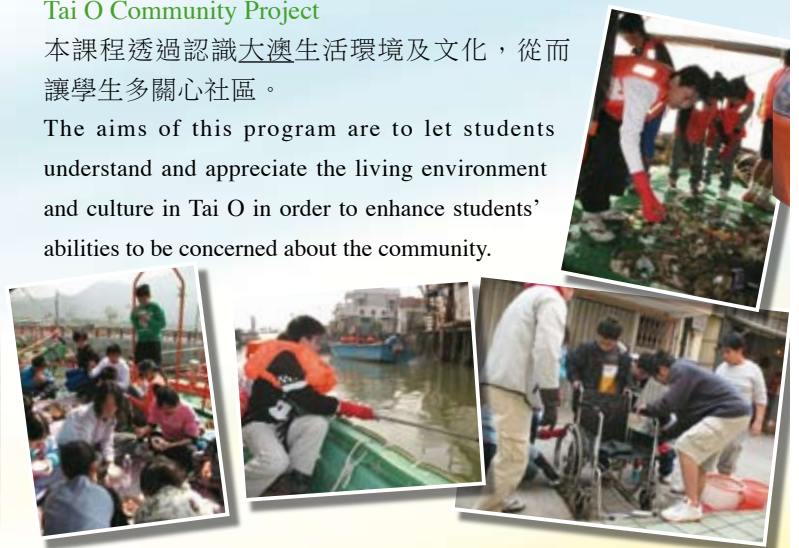 Tai O Community Project
本課程透過認識大澳生活環境及文化，從而
讓學生多關心社區。
The aims of this program are to let students
understand and appreciate the living environment
and culture in Tai O in order to enhance students’
abilities to be concerned about the community.